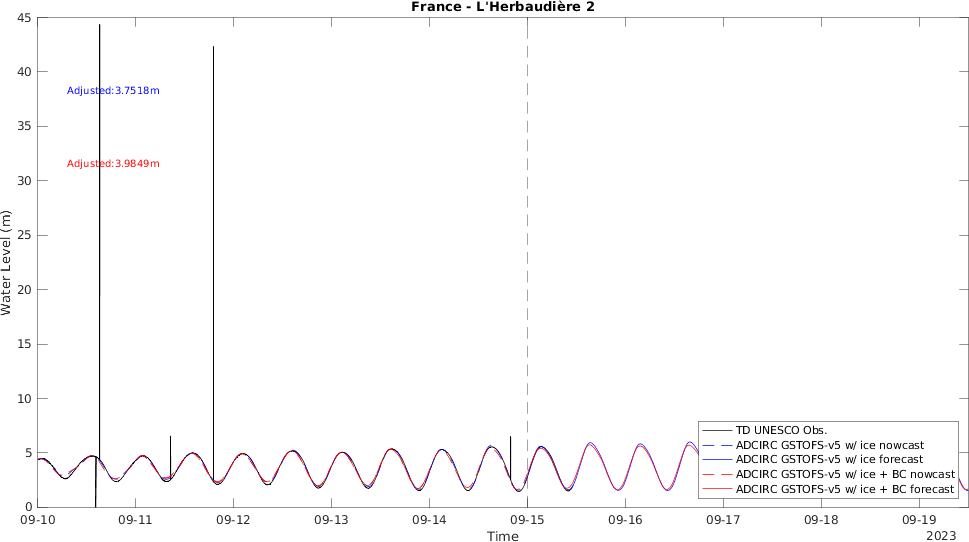 France - L'Herbaudière 2
45
40
35
30
25
20
15
10
5
0
Water Level (m)
Adjusted:3.7518m
Adjusted:3.9849m
TD UNESCO Obs.
ADCIRC GSTOFS-v5 w/ ice nowcast
ADCIRC GSTOFS-v5 w/ ice forecast
ADCIRC GSTOFS-v5 w/ ice + BC nowcast
ADCIRC GSTOFS-v5 w/ ice + BC forecast
09-10 09-11 09-12 09-13 09-14 09-15 09-16 09-17 09-18 09-19
Time
2023